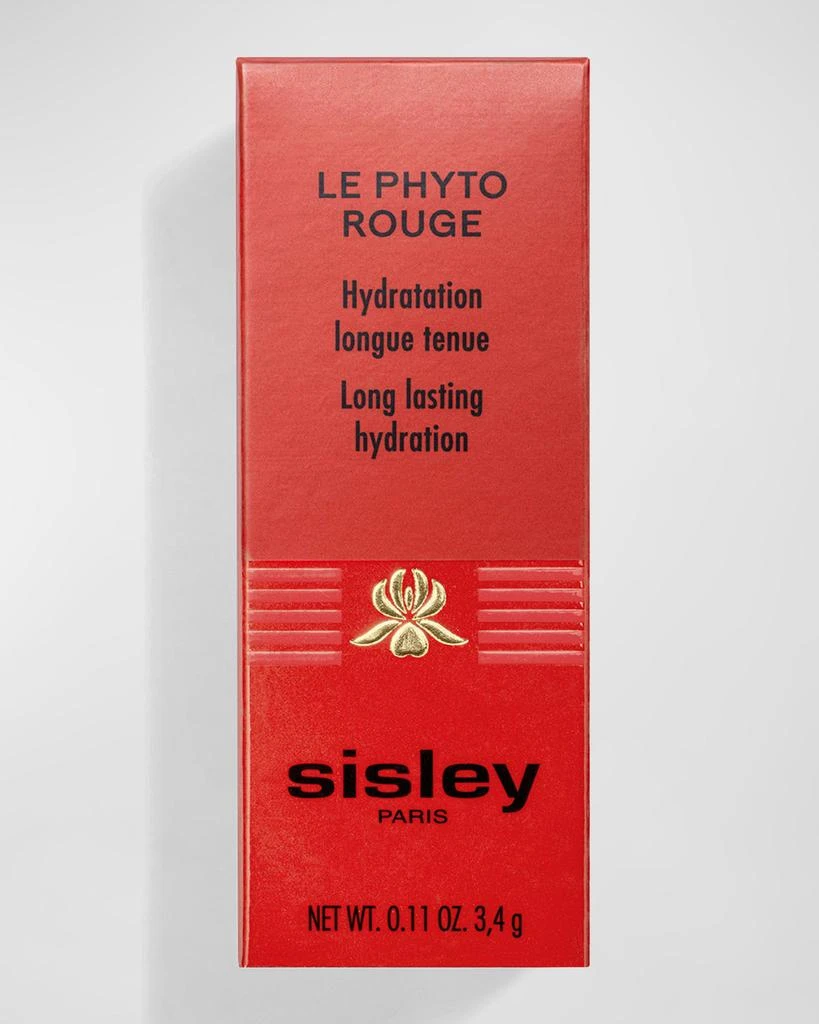 LE PHYTO
ROUGE
Hydratation
longue tenue
Long lasting
hydration
sisley
PARIS
NET WT. 0.11 OZ. 3,4 g